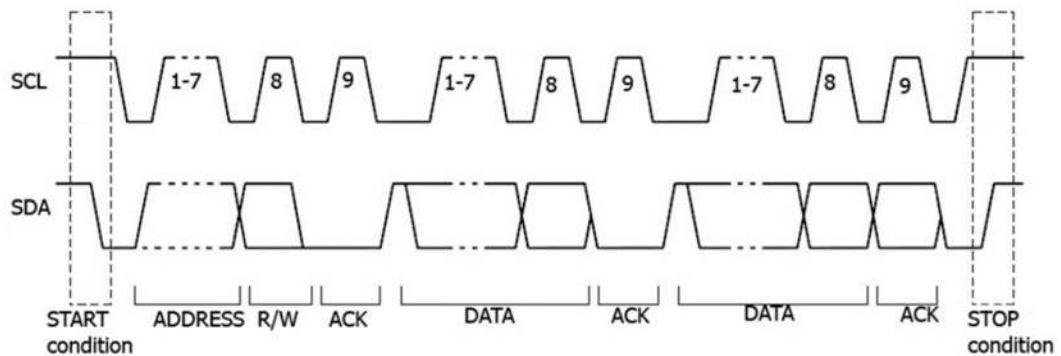 SCL
1-7 8 9 1-7 8 9 1-7 8 9
SDA
START condition
ADDRESS R/W ACK DATA ACK DATA ACK
STOP condition